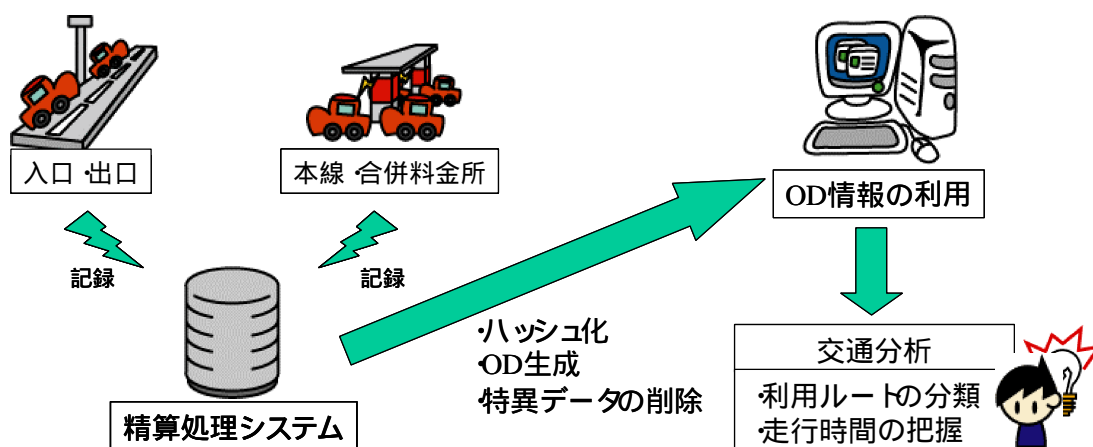 入口・出口
本線・合併料金所
記録
記録
精算処理システム
・ハッシュ化
・OD生成
・特異データの削除
OD情報の利用
交通分析
・利用ルートの分類
・走行時間の把握